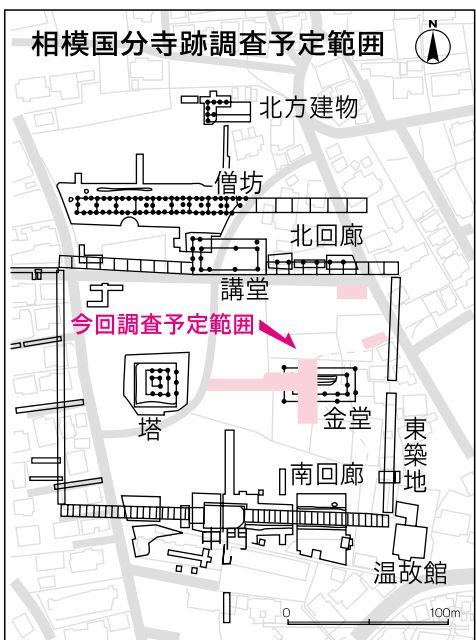 相模国分寺跡調査予定範囲
N
北方建物
僧坊
北回廊
講堂
今回調査予定範囲
塔
金堂
東築地
南回廊
温故館
0 100m